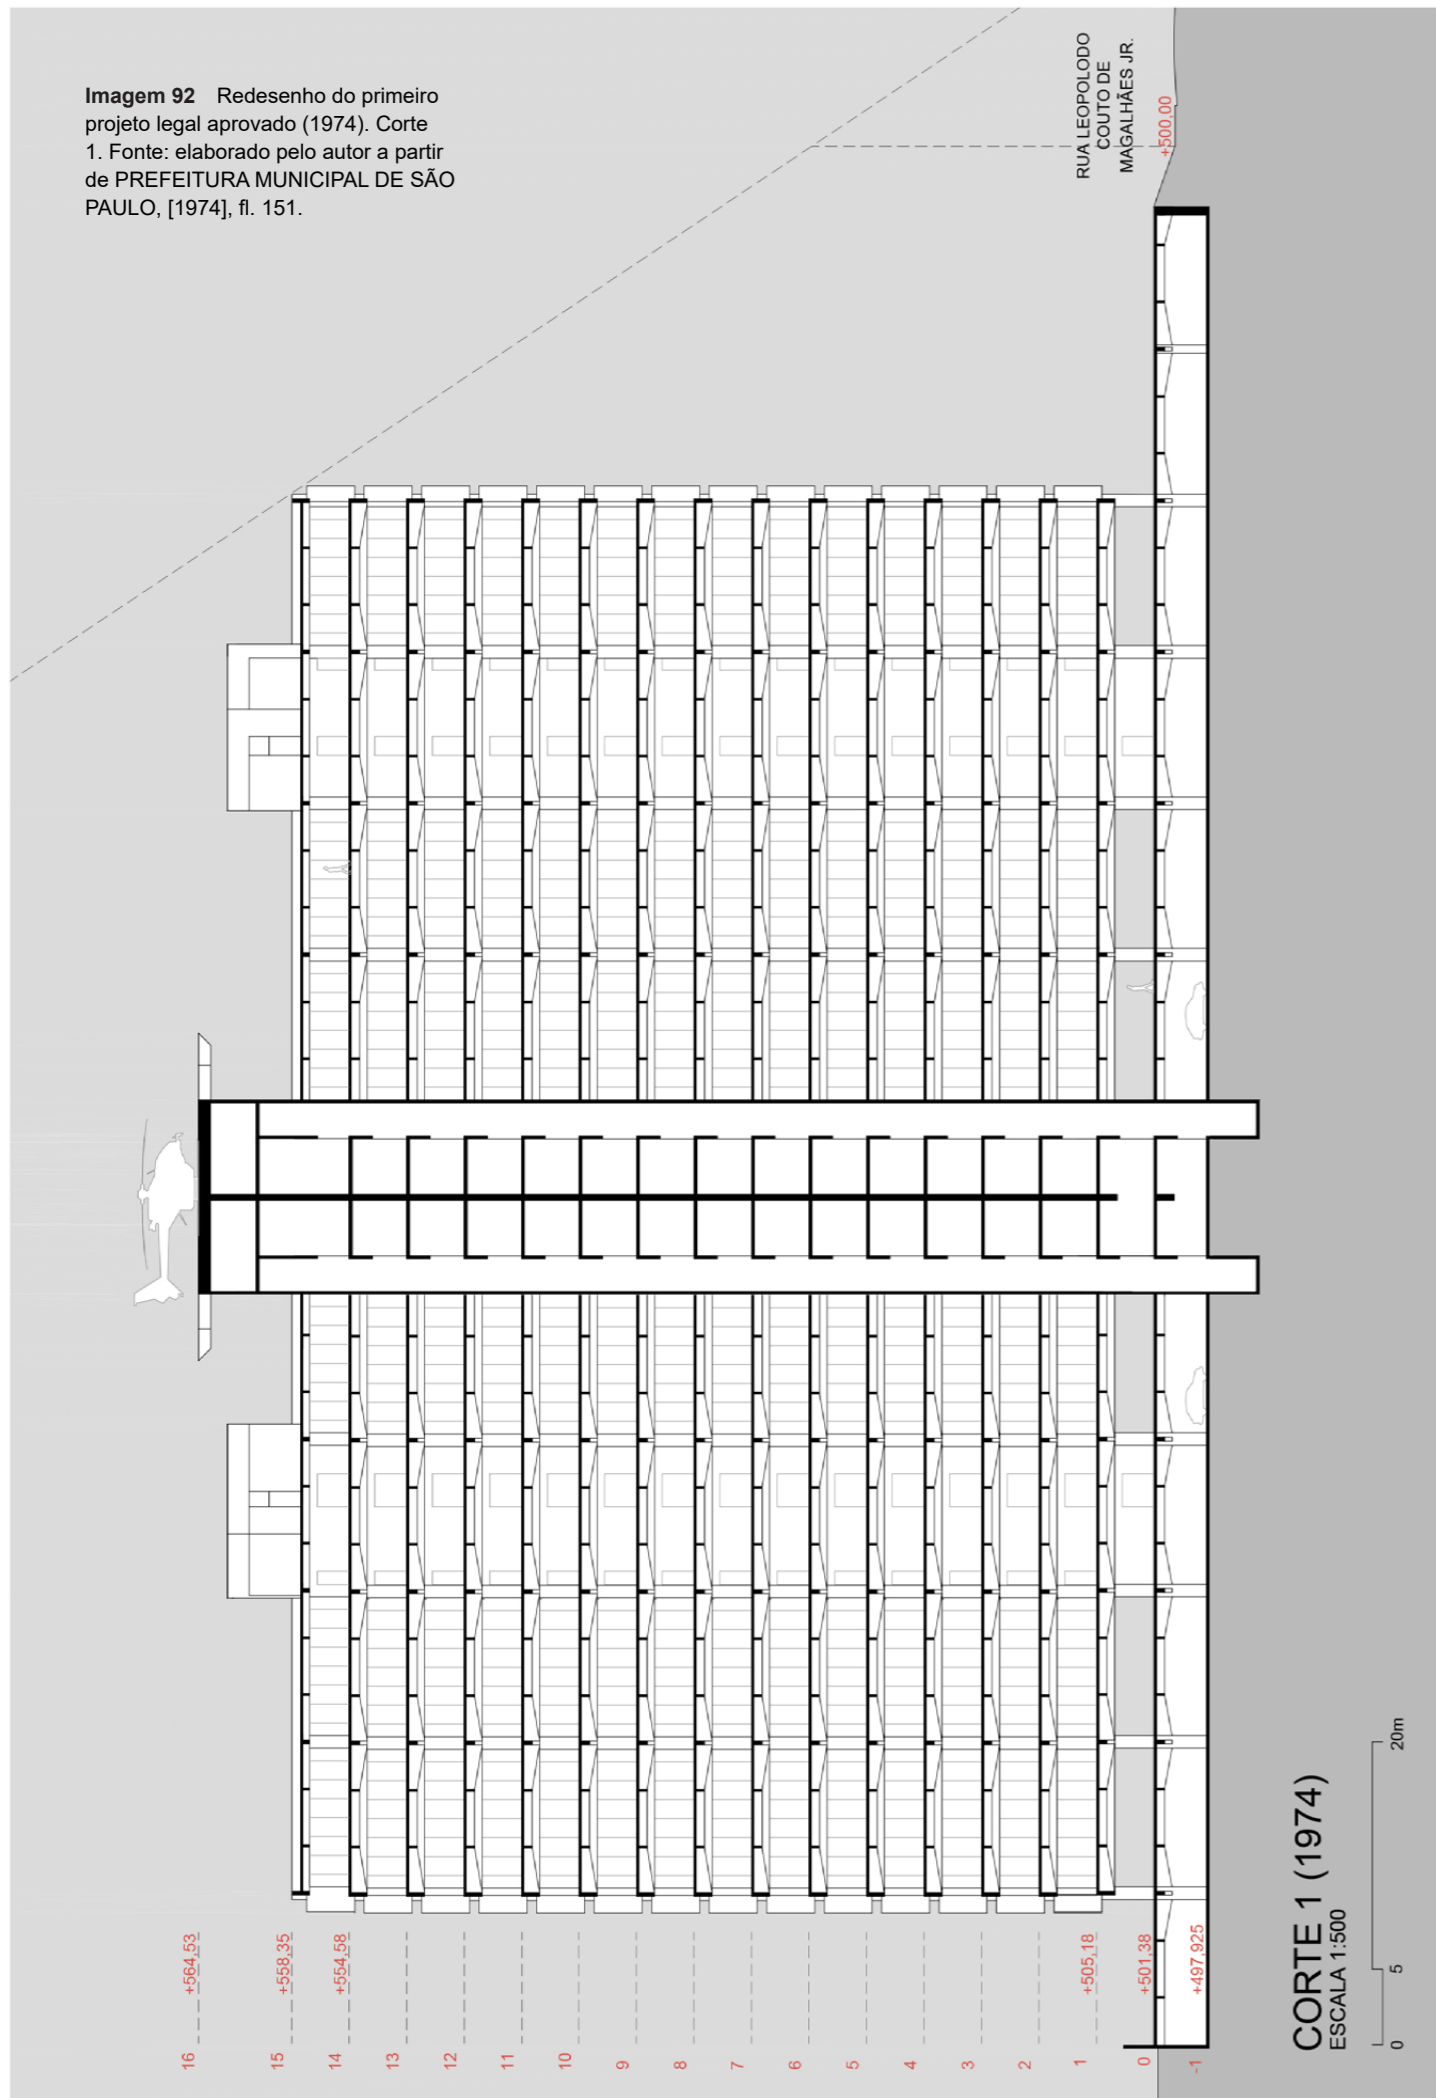 Imagem 92 Redesenho do primeiro
projeto legal aprovado (1974). Corte
1. Fonte: elaborado pelo autor a partir
de PREFEITURA MUNICIPAL DE SÃO
PAULO, [1974], fl. 151.
RUA LEOPOLODO
COUTO DE
MAGALHÃES JR.
+500,00
16 +564,53
15 +558,35
14 +554,58
13
12
11
10
9
8
7
6
5
4
3
2
1 +505,18
0 +501,38
-1 +497,925
CORTE 1 (1974)
ESCALA 1:500
0 5 20m